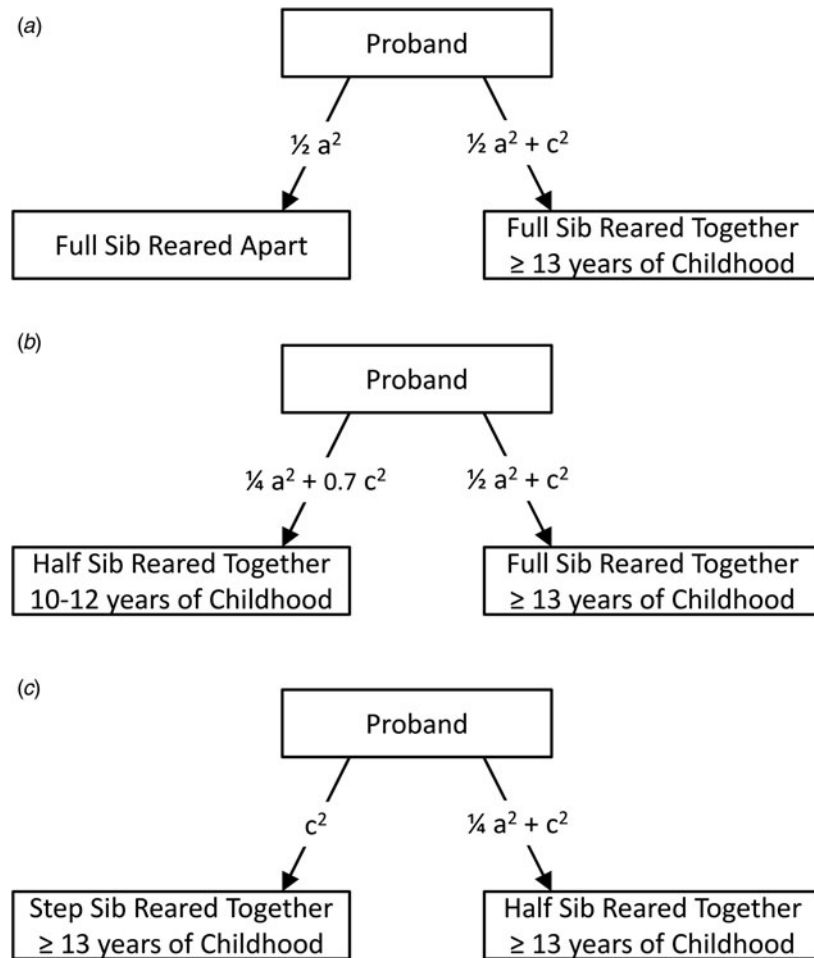 (a)
Proband
½ a² ½ a² + c²
Full Sib Reared Apart
Full Sib Reared Together
≥ 13 years of Childhood
(b)
Proband
¼ a² + 0.7 c² ½ a² + c²
Half Sib Reared Together
10-12 years of Childhood
Full Sib Reared Together
≥ 13 years of Childhood
(c)
Proband
c² ¼ a² + c²
Step Sib Reared Together
≥ 13 years of Childhood
Half Sib Reared Together
≥ 13 years of Childhood